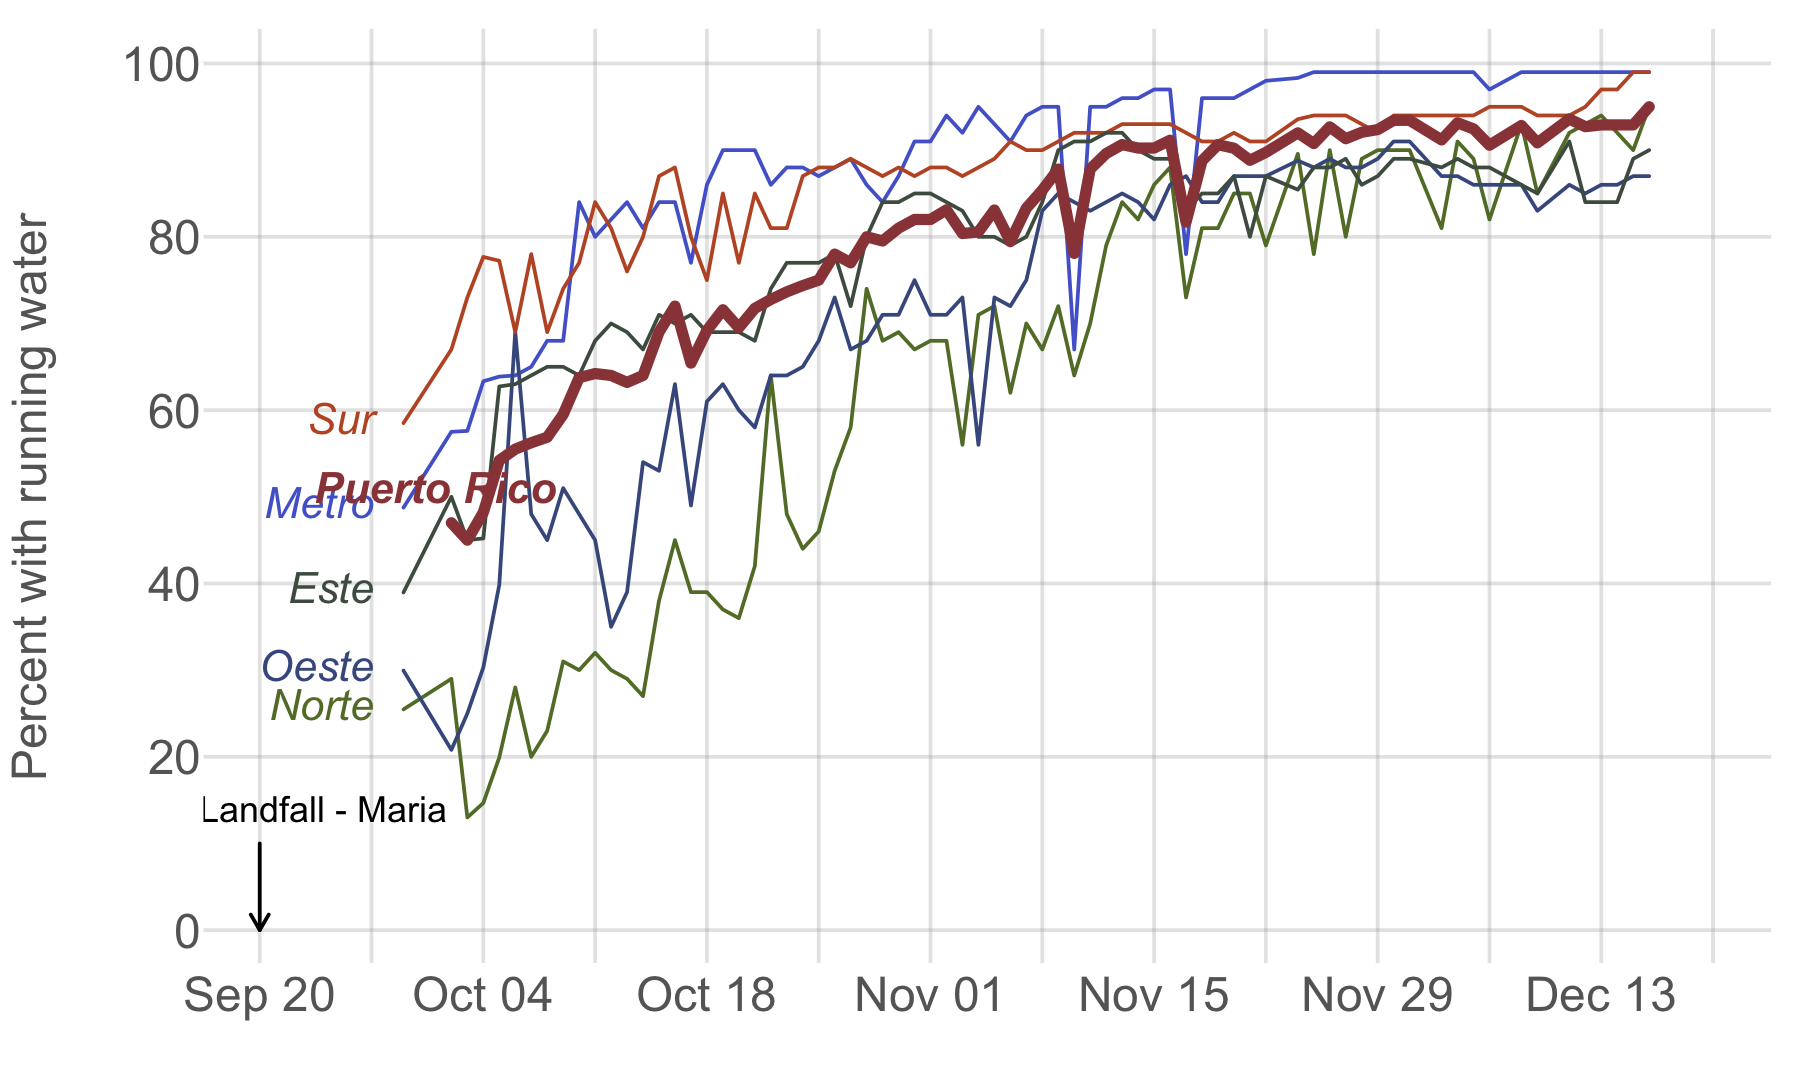 Percent with running water
100
80
60
40
20
0
Sur
Puerto Rico
Metro
Este
Oeste
Norte
Landfall - Maria
Sep 20
Oct 04
Oct 18
Nov 01
Nov 15
Nov 29
Dec 13